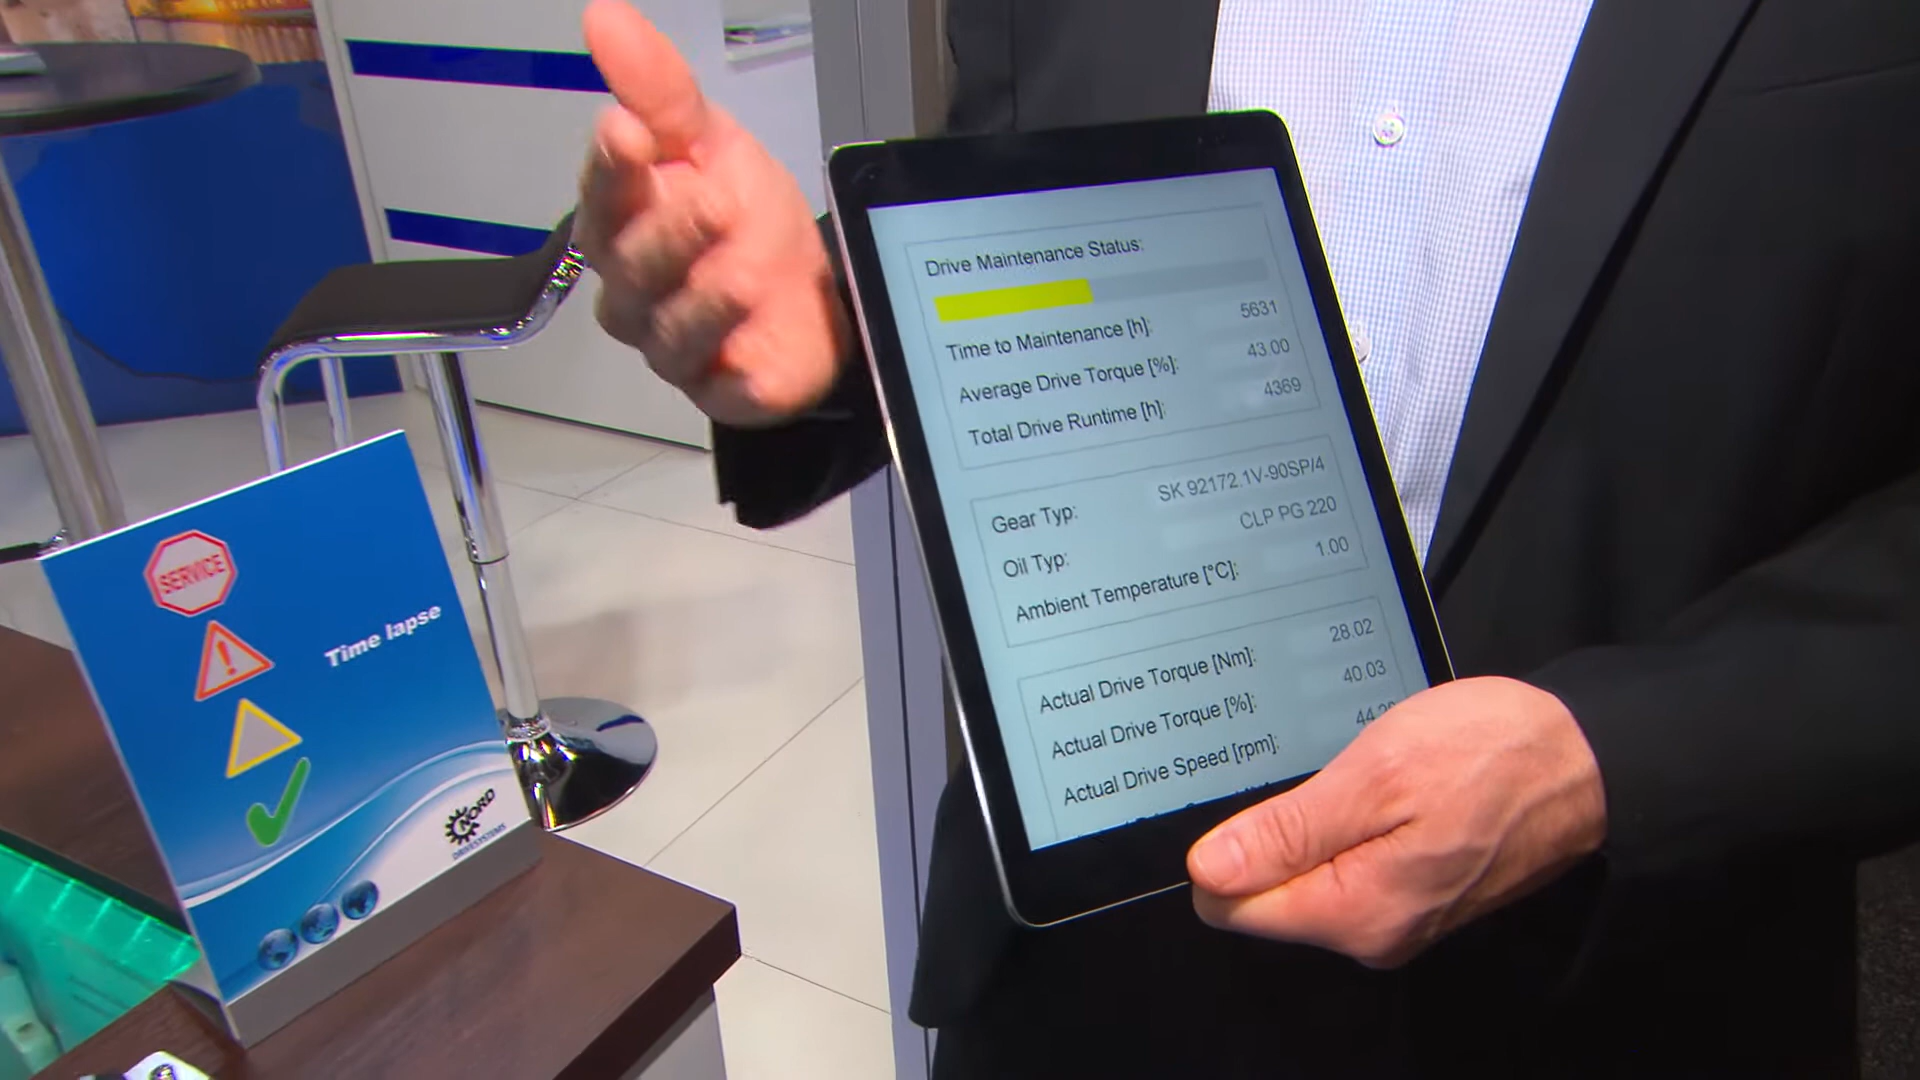 Drive Maintenance Status:
Time to Maintenance [h]: 5631
Average Drive Torque [%]: 43.00
Total Drive Runtime [h]: 4369
Gear Typ: SK 92172.1V-90SP/4
Oil Typ: CLP PG 220
Ambient Temperature [°C]: 1.00
Actual Drive Torque [Nm]: 28.02
Actual Drive Torque [%]: 40.03
Actual Drive Speed [rpm]:
SERVICE
Time lapse
NORD
DRIVESYSTEMS